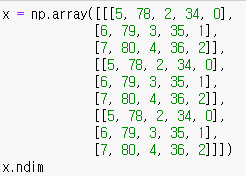 x = np.array([[[5, 78, 2, 34, 0],
[6, 79, 3, 35, 1],
[7, 80, 4, 36, 2]],
[[5, 78, 2, 34, 0],
[6, 79, 3, 35, 1],
[7, 80, 4, 36, 2]],
[[5, 78, 2, 34, 0],
[6, 79, 3, 35, 1],
[7, 80, 4, 36, 2]]])
x.ndim